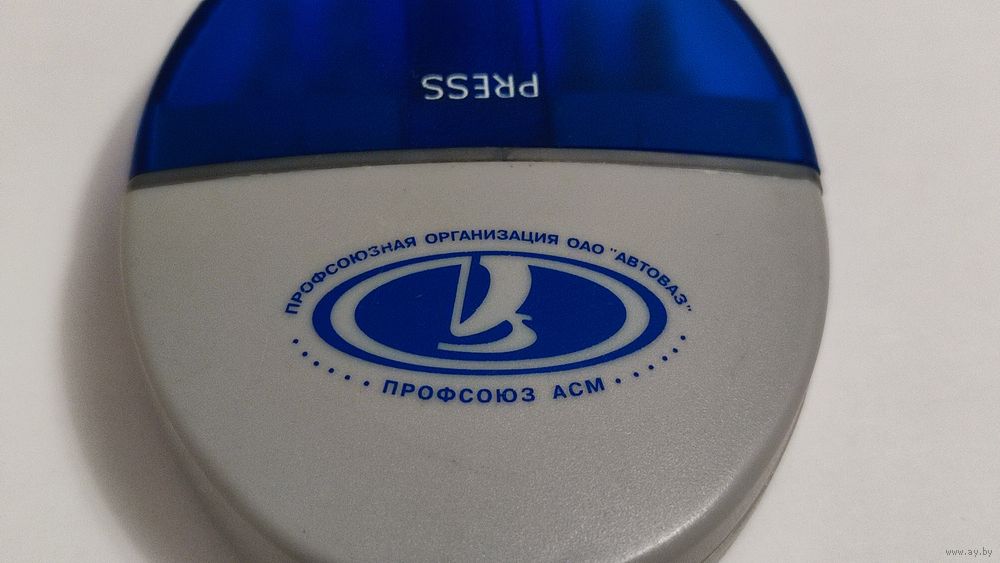 PRESS
ПРОФСОЮЗНАЯ ОРГАНИЗАЦИЯ ОАО "АВТОВАЗ"
ПРОФСОЮЗ АСМ
www.ay.by